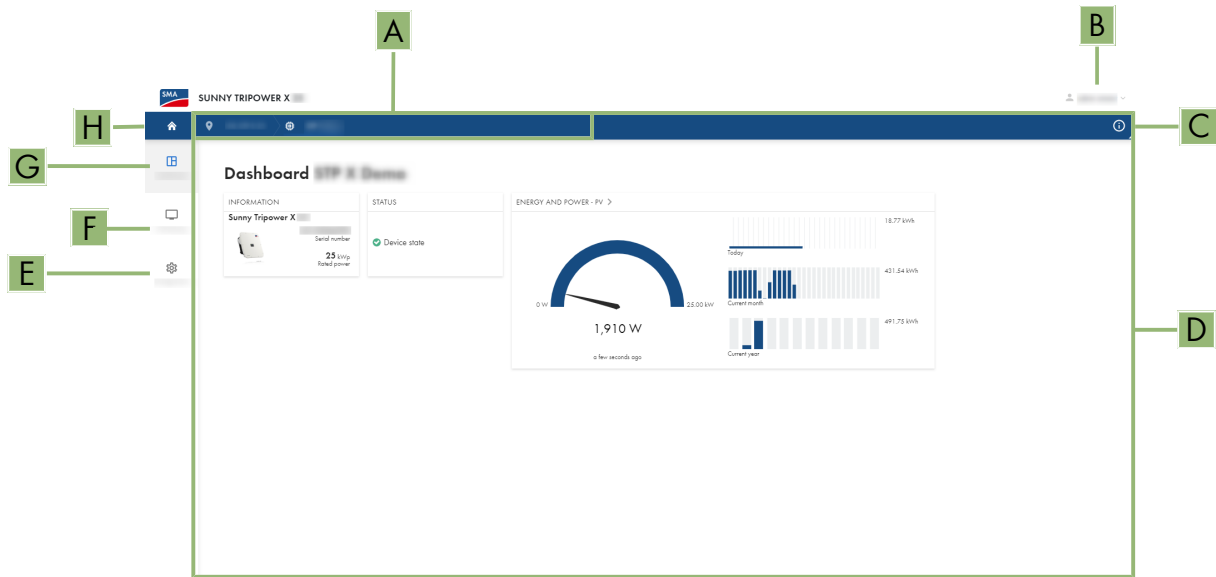 A
B
SMA
SUNNY TRIPOWER X
H
C
G
Dashboard STP X Demo
INFORMATION
STATUS
ENERGY AND POWER - PV >
Sunny Tripower X
Serial number
25 kWp
Rated power
Device state
18.77 kWh
Today
431.54 kWh
Current month
0 W
25.00 kW
1,910 W
491.75 kWh
Current year
a few seconds ago
F
E
D